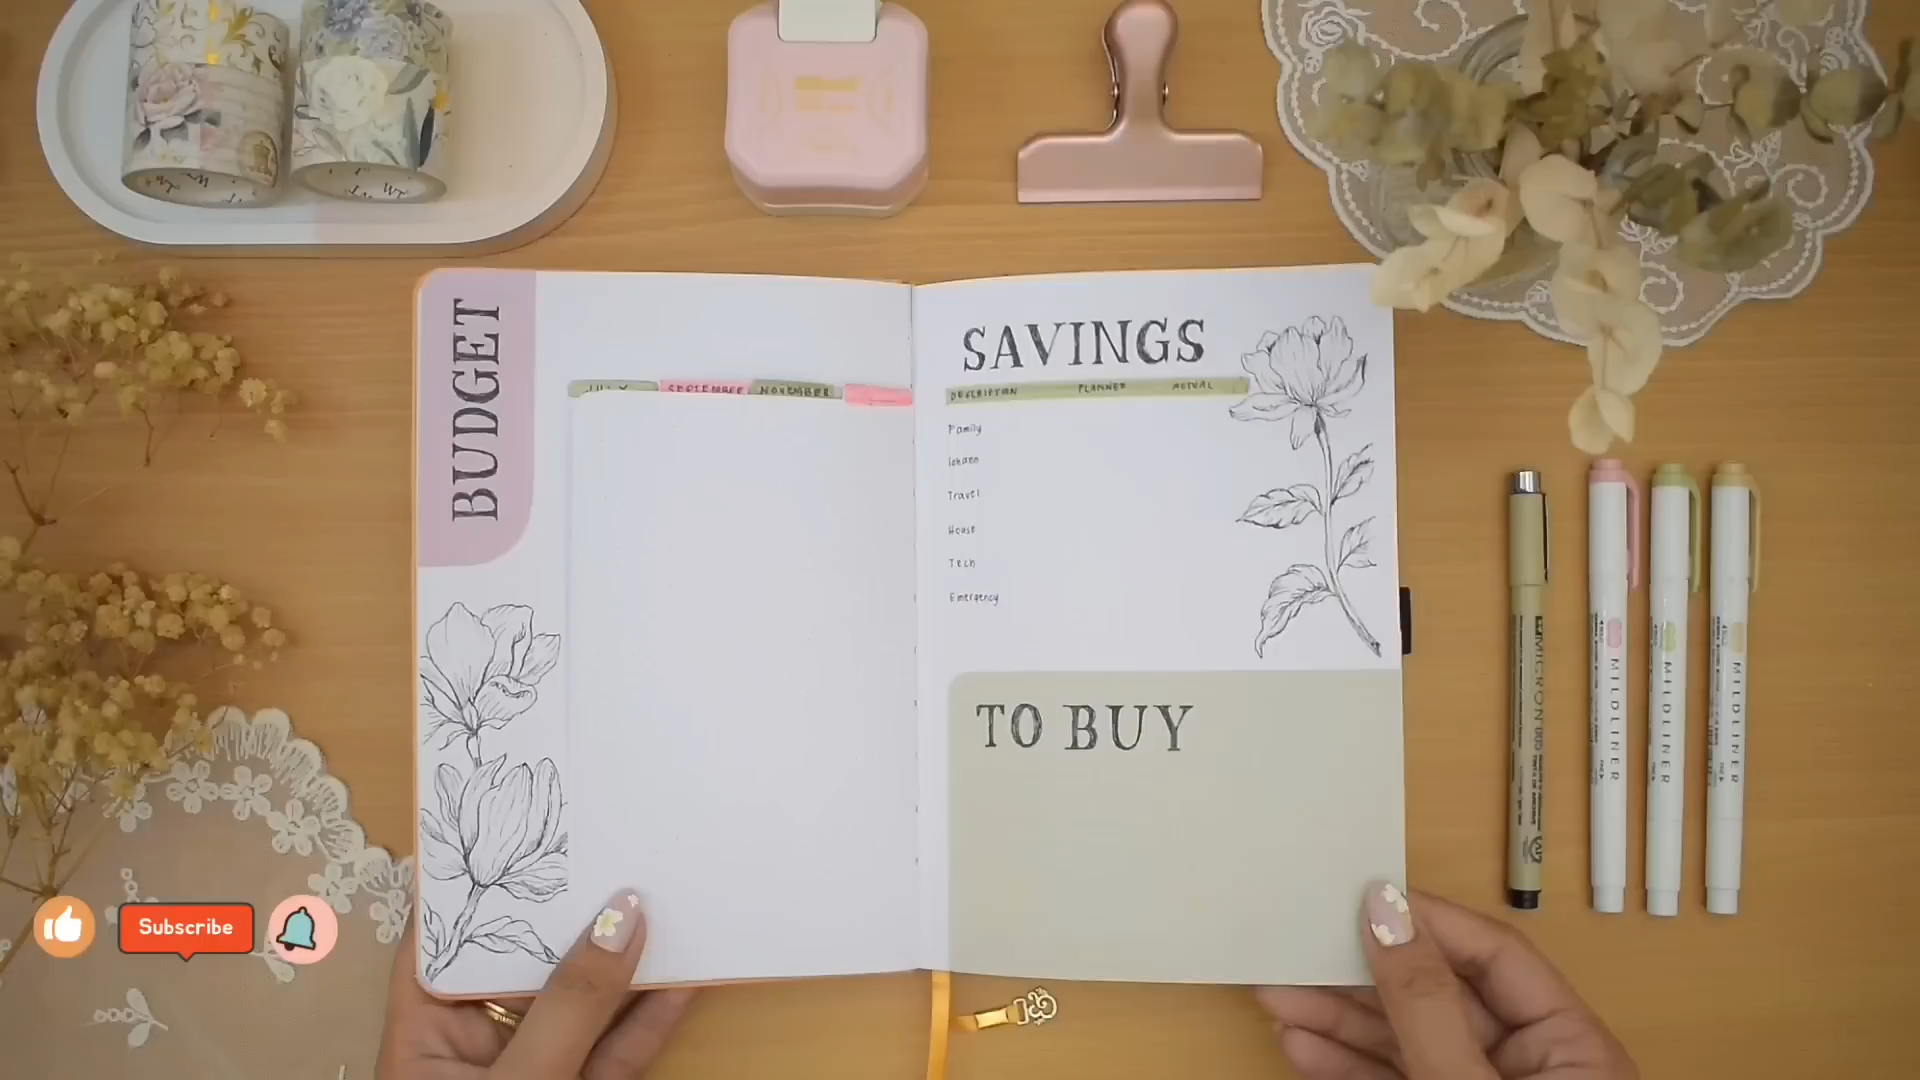 BUDGET
SEPTEMBER
NOVEMBER
SAVINGS
DESCRIPTION PLANNED ACTUAL
Family
Travel
House
Tech
Emergency
TO BUY
MICRON
MILDLINER
MILDLINER
MILDLINER
Subscribe